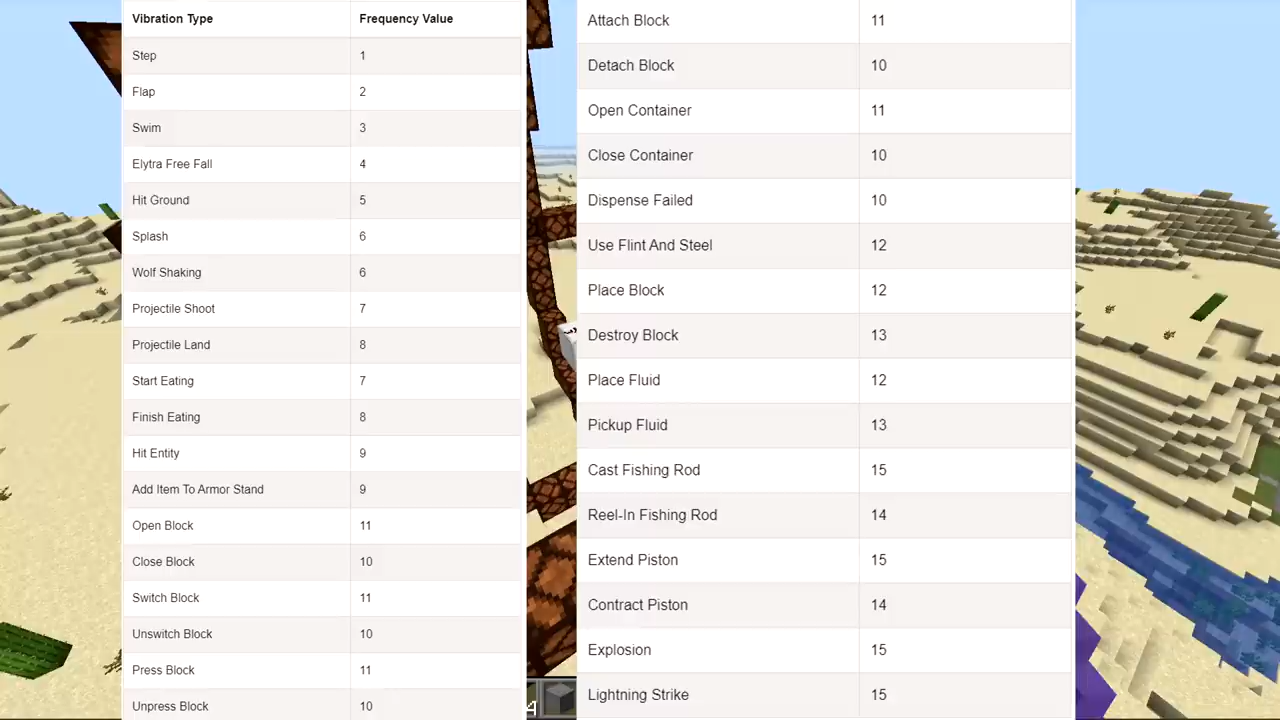 Vibration Type Frequency Value
Step 1
Flap 2
Swim 3
Elytra Free Fall 4
Hit Ground 5
Splash 6
Wolf Shaking 6
Projectile Shoot 7
Projectile Land 8
Start Eating 7
Finish Eating 8
Hit Entity 9
Add Item To Armor Stand 9
Open Block 11
Close Block 10
Switch Block 11
Unswitch Block 10
Press Block 11
Unpress Block 10
Attach Block 11
Detach Block 10
Open Container 11
Close Container 10
Dispense Failed 10
Use Flint And Steel 12
Place Block 12
Destroy Block 13
Place Fluid 12
Pickup Fluid 13
Cast Fishing Rod 15
Reel-In Fishing Rod 14
Extend Piston 15
Contract Piston 14
Explosion 15
Lightning Strike 15